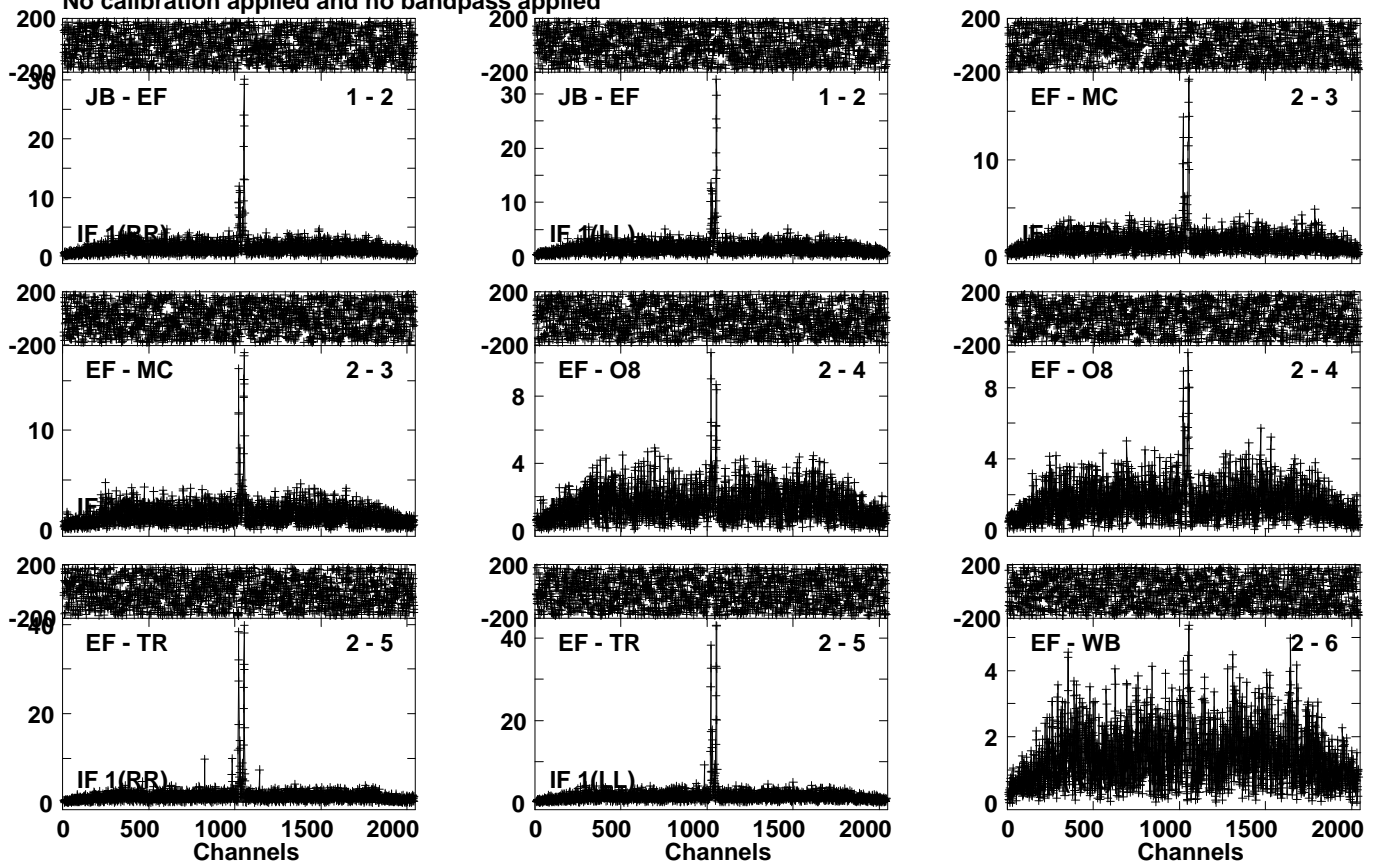 No calibration applied and no bandpass applied
200 200 200
-200 -200 -200
30 JB - EF 1 - 2 30 JB - EF 1 - 2 EF - MC 2 - 3
20 20 10
10 10
IF 1(RR) IF 1(LL)
0 0 0
200 200 200
-200 -200 -200
EF - MC 2 - 3 EF - O8 2 - 4 EF - O8 2 - 4
10 8 8
4 4
IF
0 0 0
200 200 200
-200 -200 -200
40 EF - TR 2 - 5 40 EF - TR 2 - 5 EF - WB 2 - 6
4
20 20 2
IF 1(RR) IF 1(LL)
0 0 0
0 500 1000 1500 2000 0 500 1000 1500 2000 0 500 1000 1500 2000
Channels Channels Channels